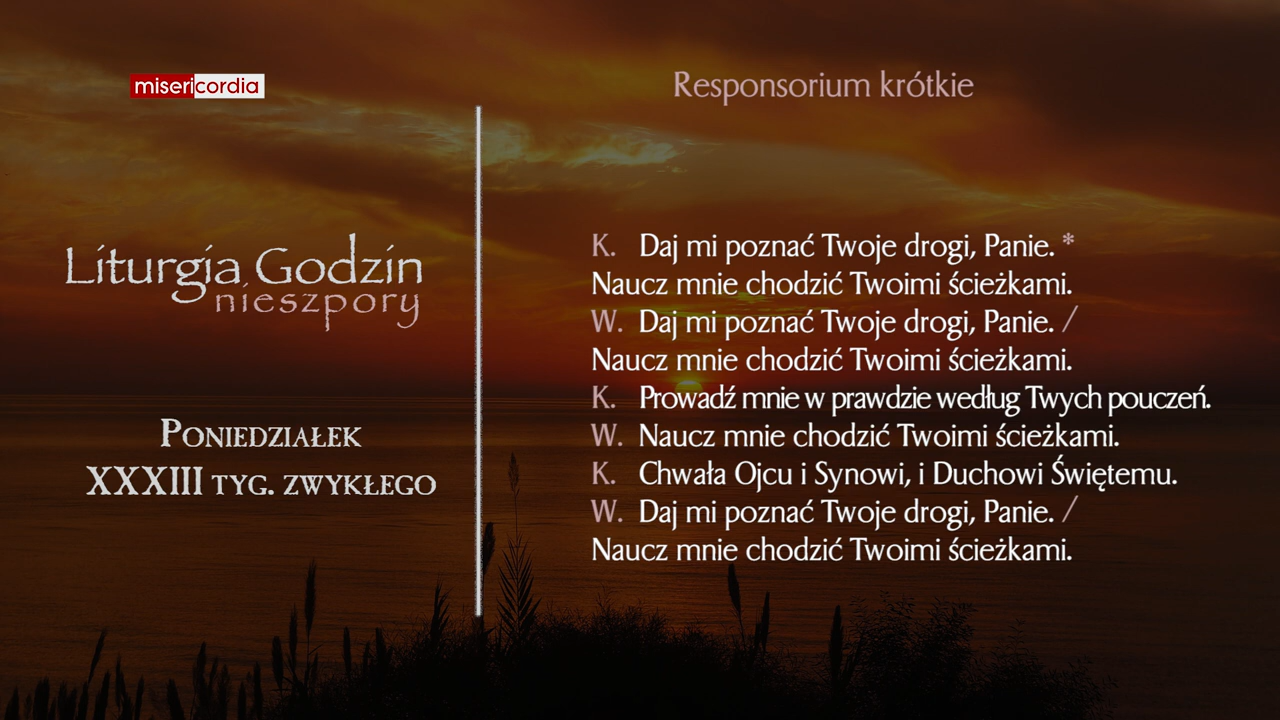 misericordia
Liturgia Godzin
nieszpory
Poniedziałek
XXXIII tyg. zwykłego
Responsorium krótkie
K. Daj mi poznać Twoje drogi, Panie. *
Naucz mnie chodzić Twoimi ścieżkami.
W. Daj mi poznać Twoje drogi, Panie. /
Naucz mnie chodzić Twoimi ścieżkami.
K. Prowadź mnie w prawdzie według Twych pouczeń.
W. Naucz mnie chodzić Twoimi ścieżkami.
K. Chwała Ojcu i Synowi, i Duchowi Świętemu.
W. Daj mi poznać Twoje drogi, Panie. /
Naucz mnie chodzić Twoimi ścieżkami.